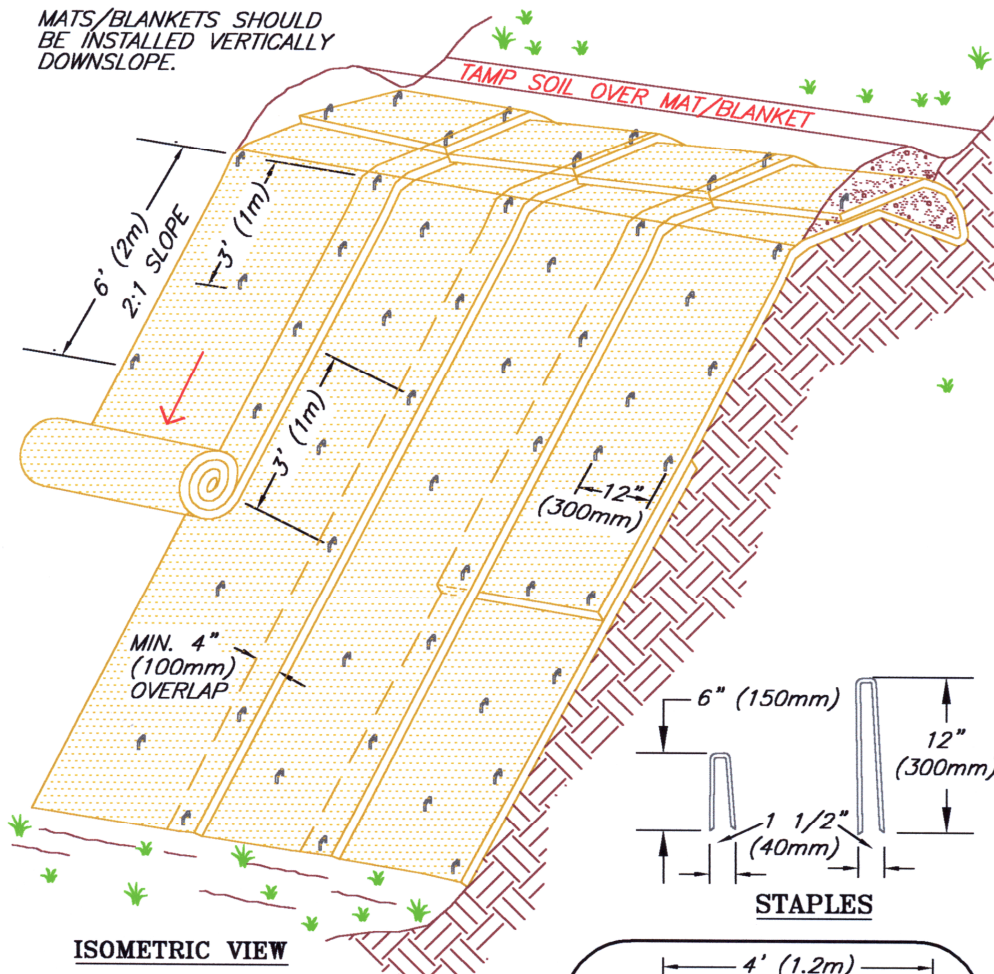 MATS/BLANKETS SHOULD
BE INSTALLED VERTICALLY
DOWNSLOPE.
TAMP SOIL OVER MAT/BLANKET
6' (2m)
2:1 SLOPE
3' (1m)
3' (1m)
12"
(300mm)
MIN. 4"
(100mm)
OVERLAP
6" (150mm)
12"
(300mm)
1 1/2"
(40mm)
STAPLES
ISOMETRIC VIEW
4' (1.2m)